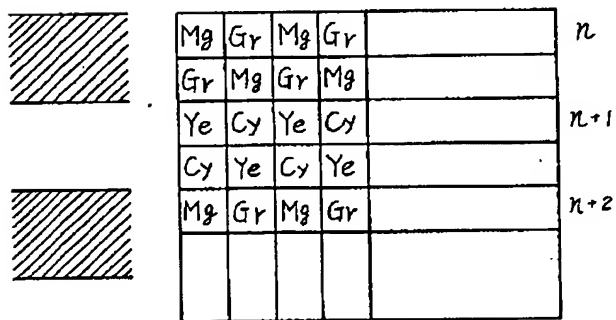 Mg Gr Mg Gr n
Gr Mg Gr Mg
Ye Cy Ye Cy n+1
Cy Ye Cy Ye
Mg Gr Mg Gr n+2